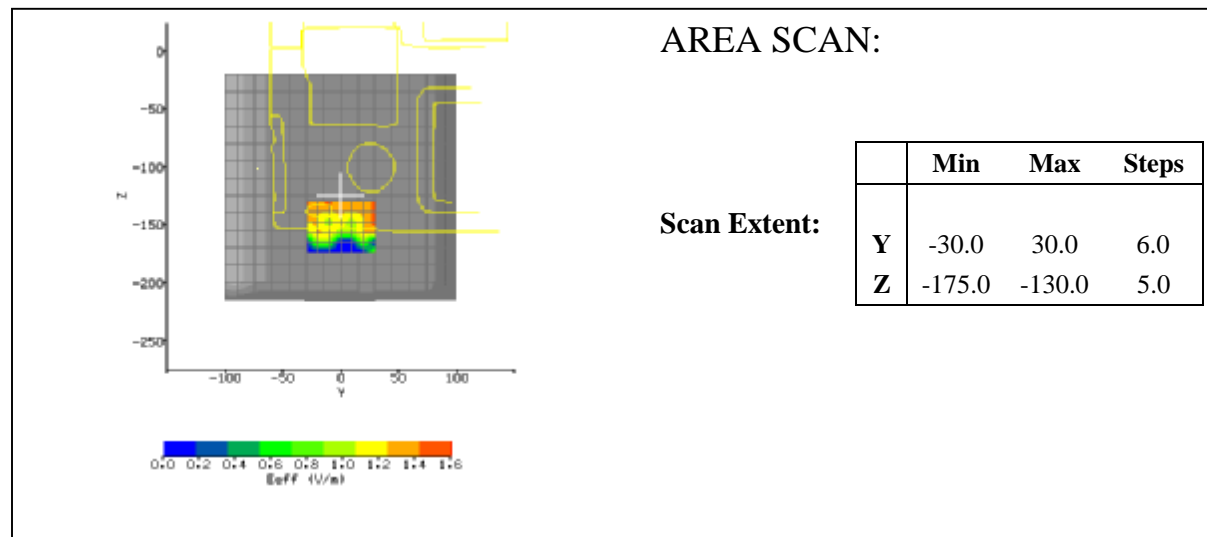 AREA SCAN:
0
-50
-100
-150
-200
-250
Z
-100 -50 0 50 100
Y
0.0 0.2 0.4 0.6 0.8 1.0 1.2 1.4 1.6
Eeff (V/m)
Scan Extent:
Min Max Steps
Y -30.0 30.0 6.0
Z -175.0 -130.0 5.0